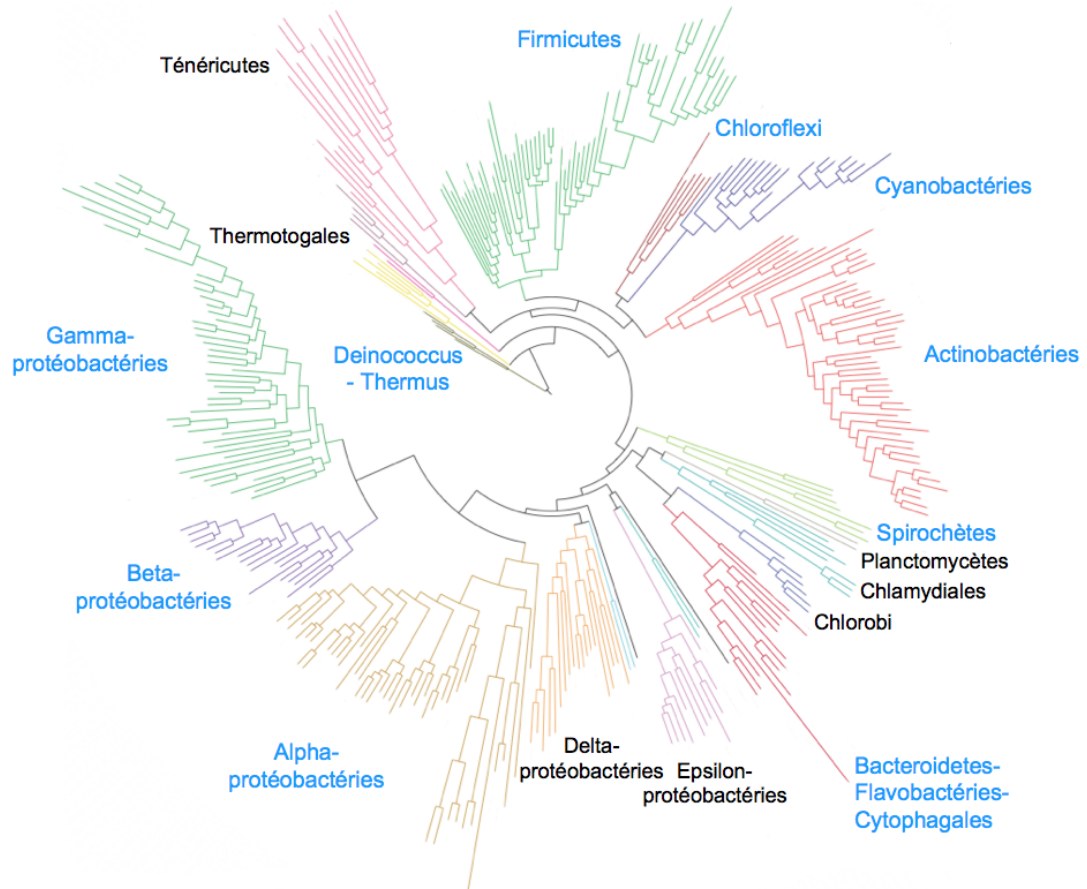 Firmicutes
Ténéricutes
Chloroflexi
Cyanobactéries
Thermotogales
Gamma-
protéobactéries
Deinococcus
- Thermus
Actinobactéries
Spirochètes
Planctomycètes
Beta-
protéobactéries
Chlamydiales
Chlorobi
Alpha-
protéobactéries
Delta-
protéobactéries
Epsilon-
protéobactéries
Bacteroidetes-
Flavobactéries-
Cytophagales